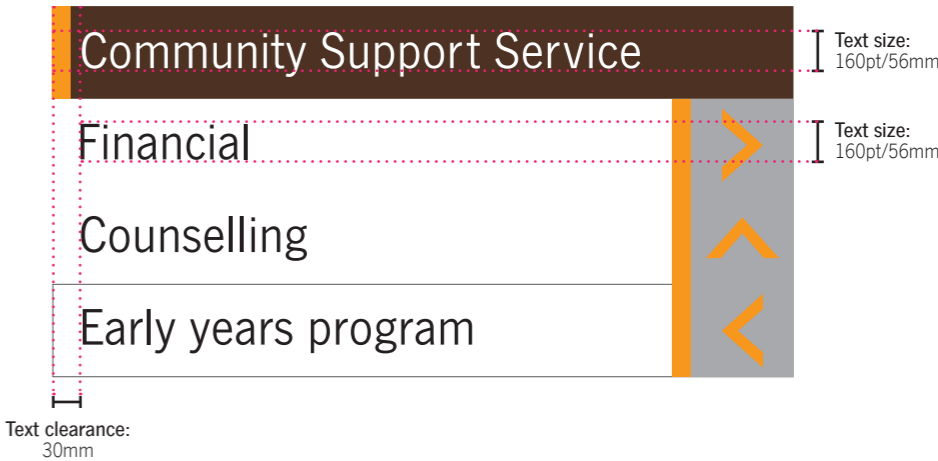 Community Support Service
Text size:
160pt/56mm
Financial
Text size:
160pt/56mm
Counselling
Early years program
Text clearance:
30mm